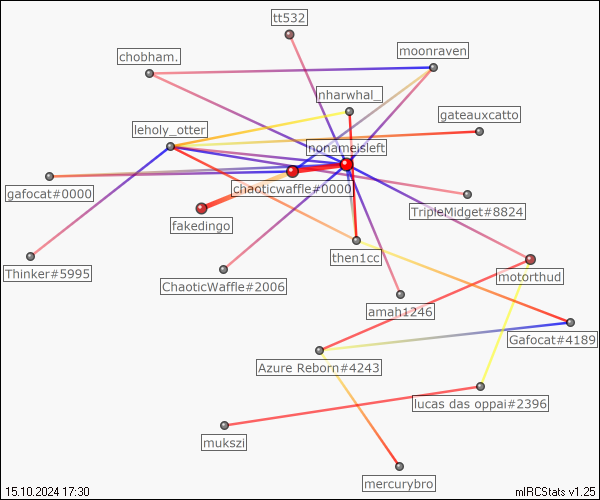 tt532
chobham.
moonraven
nharwhal_
gateauxcatto
leholy_otter
nonameisleft
chaoticwaffle#0000
gafocat#0000
TripleMidget#8824
fakedingo
then1cc
Thinker#5995
motorthud
ChaoticWaffle#2006
amah1246
Gafocat#4189
Azure Reborn#4243
lucas das oppai#2396
mukszi
mercurybro
15.10.2024 17:30
mIRCStats v1.25